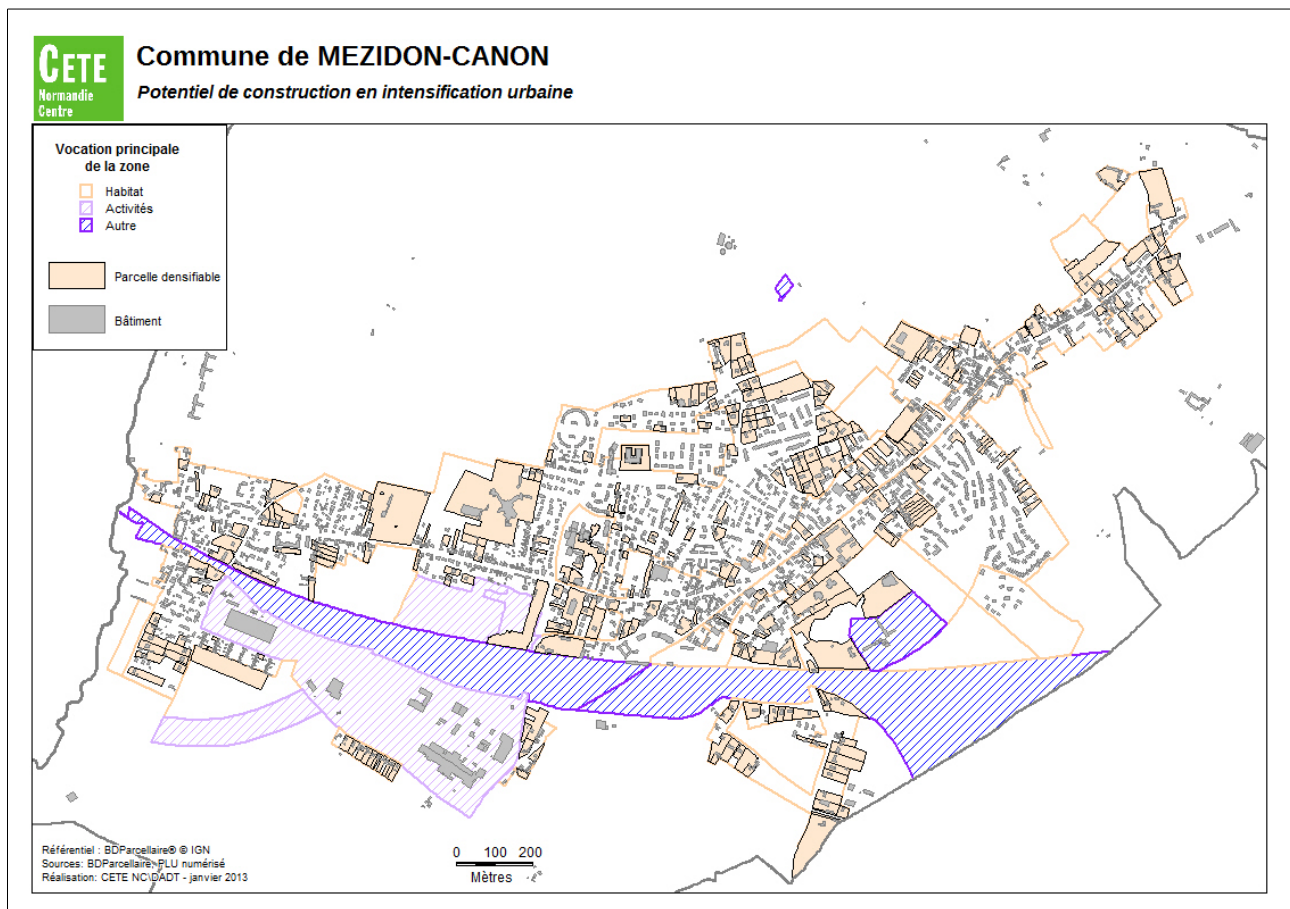 CETE
Normandie
Centre
Commune de MEZIDON-CANON
Potentiel de construction en intensification urbaine
Vocation principale
de la zone
Habitat
Activités
Autre
Parcelle densifiable
Bâtiment
Référentiel : BDParcellaire® © IGN
Sources: BDParcellaire, PLU numérisé
Réalisation: CETE NC\DADT - janvier 2013
0 100 200
Mètres